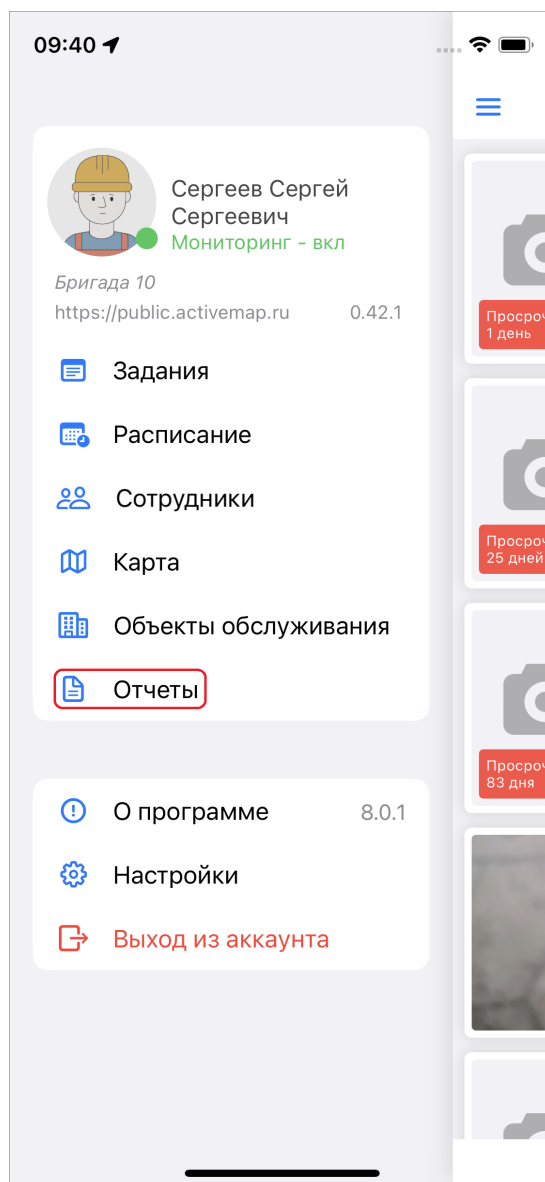 09:40
Сергеев Сергей
Сергеевич
Мониторинг - вкл
Бригада 10
https://public.activemap.ru 0.42.1
Задания
Расписание
Сотрудники
Карта
Объекты обслуживания
Отчеты
О программе 8.0.1
Настройки
Выход из аккаунта
1 день
25 дней
83 дня